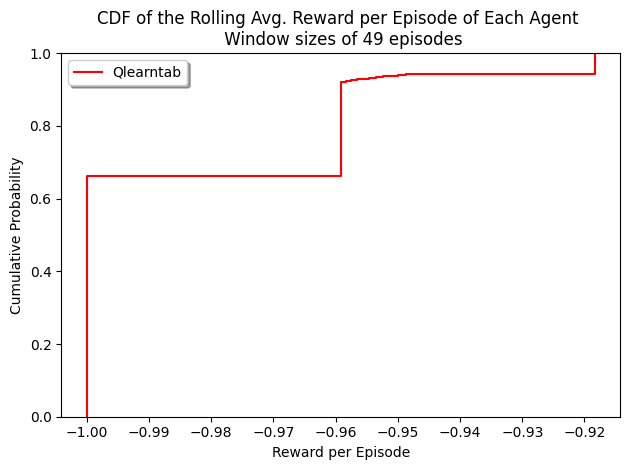 CDF of the Rolling Avg. Reward per Episode of Each Agent
Window sizes of 49 episodes
Qlearntab
1.0
0.8
0.6
0.4
0.2
0.0
Cumulative Probability
−1.00 −0.99 −0.98 −0.97 −0.96 −0.95 −0.94 −0.93 −0.92
Reward per Episode